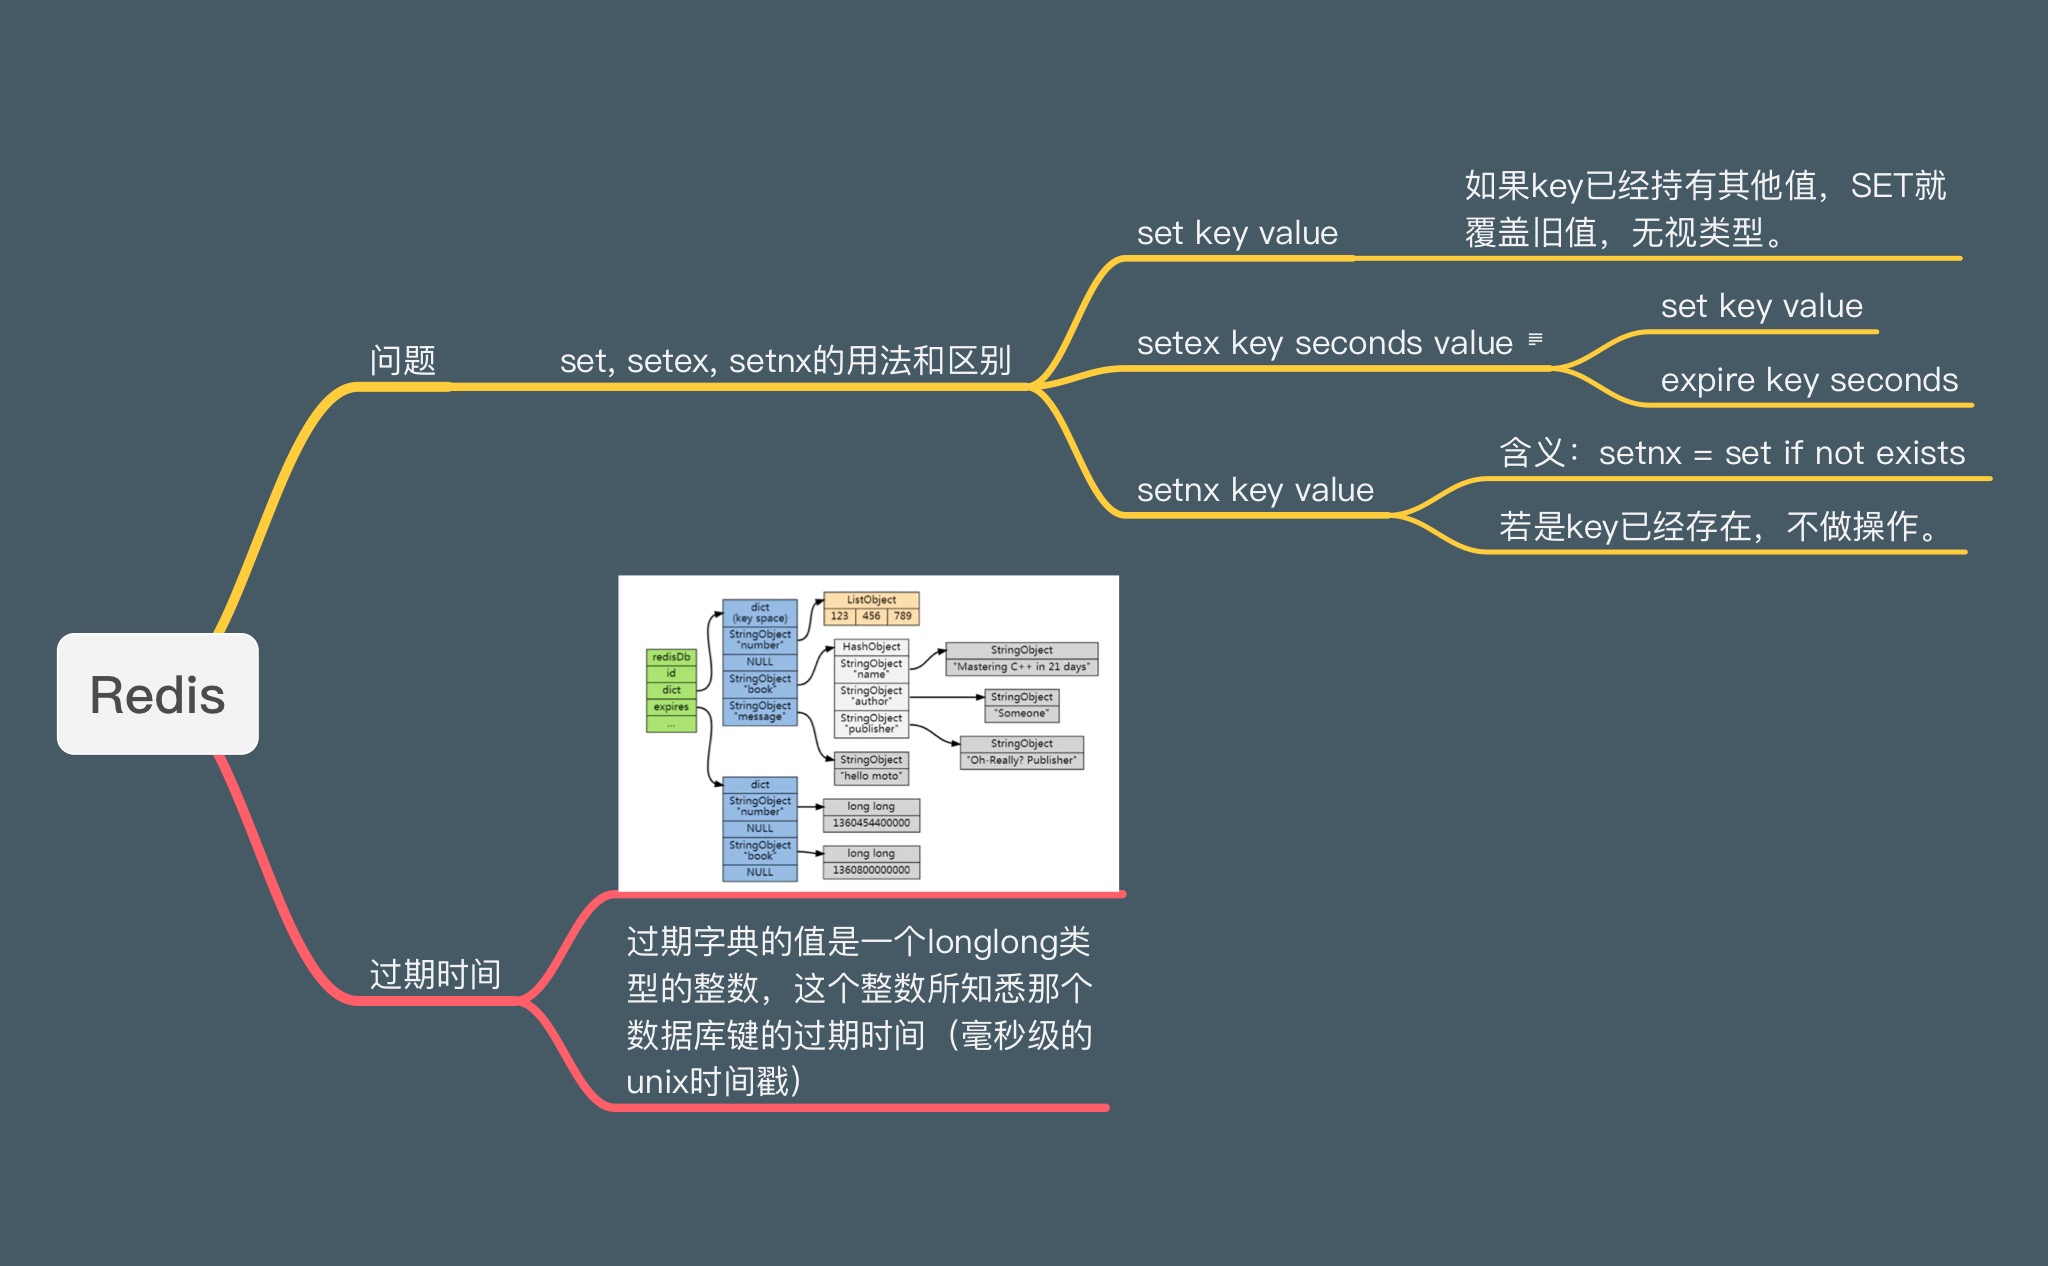 Redis
问题
set, setex, setnx的用法和区别
set key value
如果key已经持有其他值，SET就
覆盖旧值，无视类型。
setex key seconds value
set key value
expire key seconds
setnx key value
含义：setnx = set if not exists
若是key已经存在，不做操作。
过期时间
redisDb
id
dict
expires
...
dict
(key space)
StringObject
"number"
NULL
StringObject
"book"
StringObject
"message"
ListObject
123 456 789
HashObject
StringObject
"name"
StringObject
"author"
StringObject
"publisher"
StringObject
"Mastering C++ in 21 days"
StringObject
"Someone"
StringObject
"Oh-Really? Publisher"
StringObject
"hello moto"
dict
StringObject
"number"
NULL
StringObject
"book"
NULL
long long
1360454400000
long long
1360800000000
过期字典的值是一个longlong类
型的整数，这个整数所知悉那个
数据库键的过期时间（毫秒级的
unix时间戳）